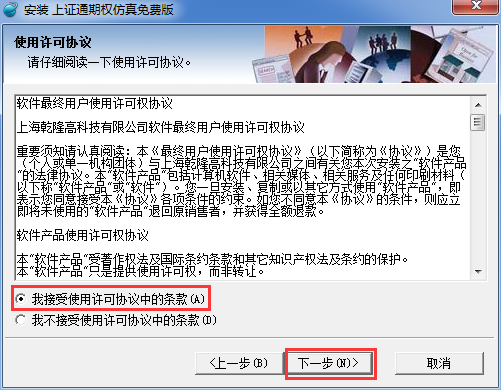 安装 上证通期权仿真免费版
使用许可协议
请仔细阅读一下使用许可协议。
软件最终用户使用许可权协议
上海乾隆高科技有限公司软件最终用户使用许可权协议
重要须知请认真阅读：本《最终用户使用许可权协议》（以下简称为《协议》）是您
（个人或单一机构团体）与上海乾隆高科技有限公司之间有关您本次安装之“软件产品
”的法律协议。本“软件产品”包括计算机软件、相关媒体、相关服务及任何印刷材料（
以下称“软件产品”或“软件”）。您一旦安装、复制或以其它方式使用“软件产品”，即
表示您同意接受本《协议》各项条件的约束。如您不同意本《协议》的条件，则应立
即将未使用的“软件产品”退回原销售者，并获得全额退款。
软件产品使用许可权协议
本“软件产品”受著作权法及国际条约条款和其它知识产权法及条约的保护。
本“软件产品”只是提供使用许可权，而非转让。
我接受使用许可协议中的条款(A)
我不接受使用许可协议中的条款(D)
<上一步(B)
下一步(N)>
取消